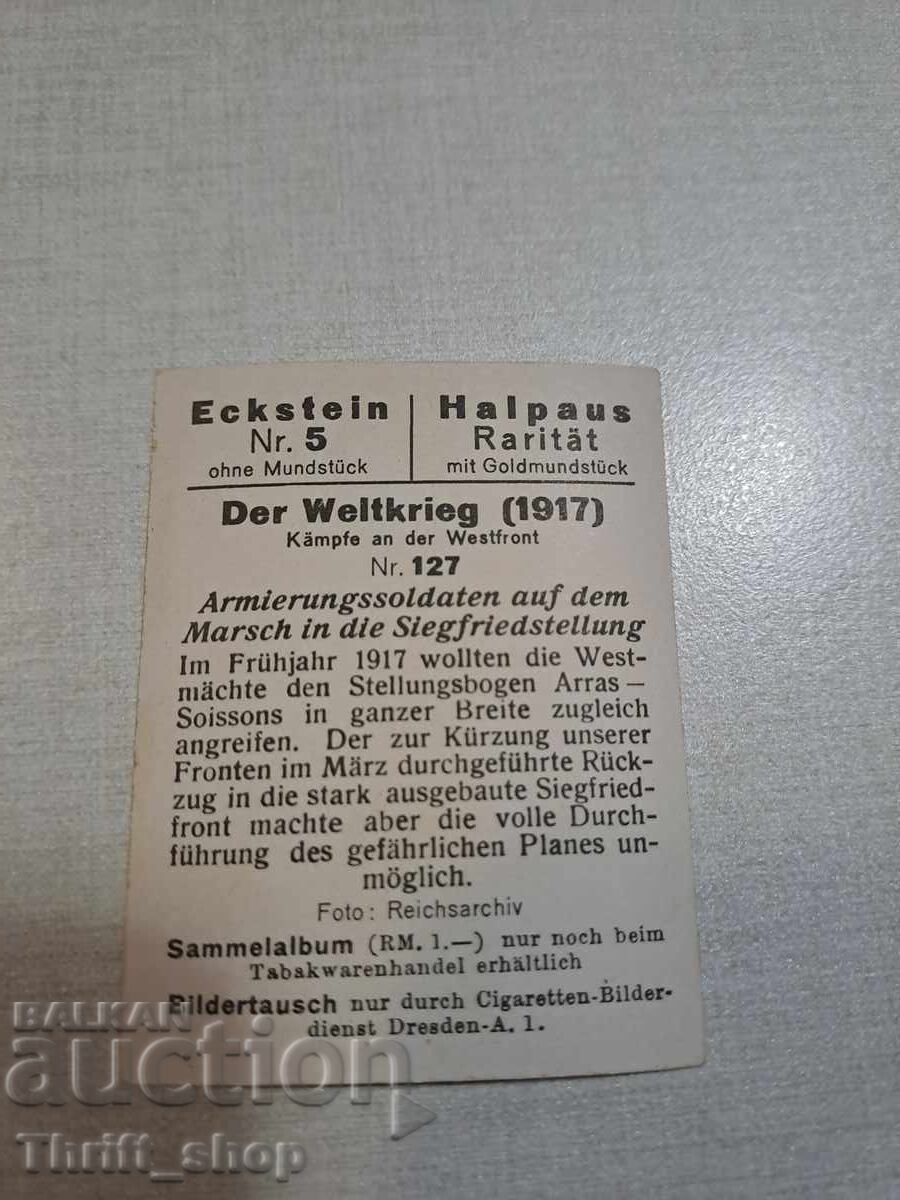 Eckstein
Nr. 5
ohne Mundstück
Halpaus
Rarität
mit Goldmundstück
Der Weltkrieg (1917)
Kämpfe an der Westfront
Nr. 127
Armierungssoldaten auf dem
Marsch in die Siegfriedstellung
Im Frühjahr 1917 wollten die West-
mächte den Stellungsbogen Arras —
Soissons in ganzer Breite zugleich
angreifen. Der zur Kürzung unserer
Fronten im März durchgeführte Rück-
zug in die stark ausgebaute Siegfried-
front machte aber die volle Durch-
führung des gefährlichen Planes un-
möglich.
Foto: Reichsarchiv
Sammelalbum (RM. 1.—) nur noch beim
Tabakwarenhandel erhältlich
Bildertausch nur durch Cigaretten-Bilder-
dienst Dresden-A. 1.
BALKAN
auction
Thrift_shop